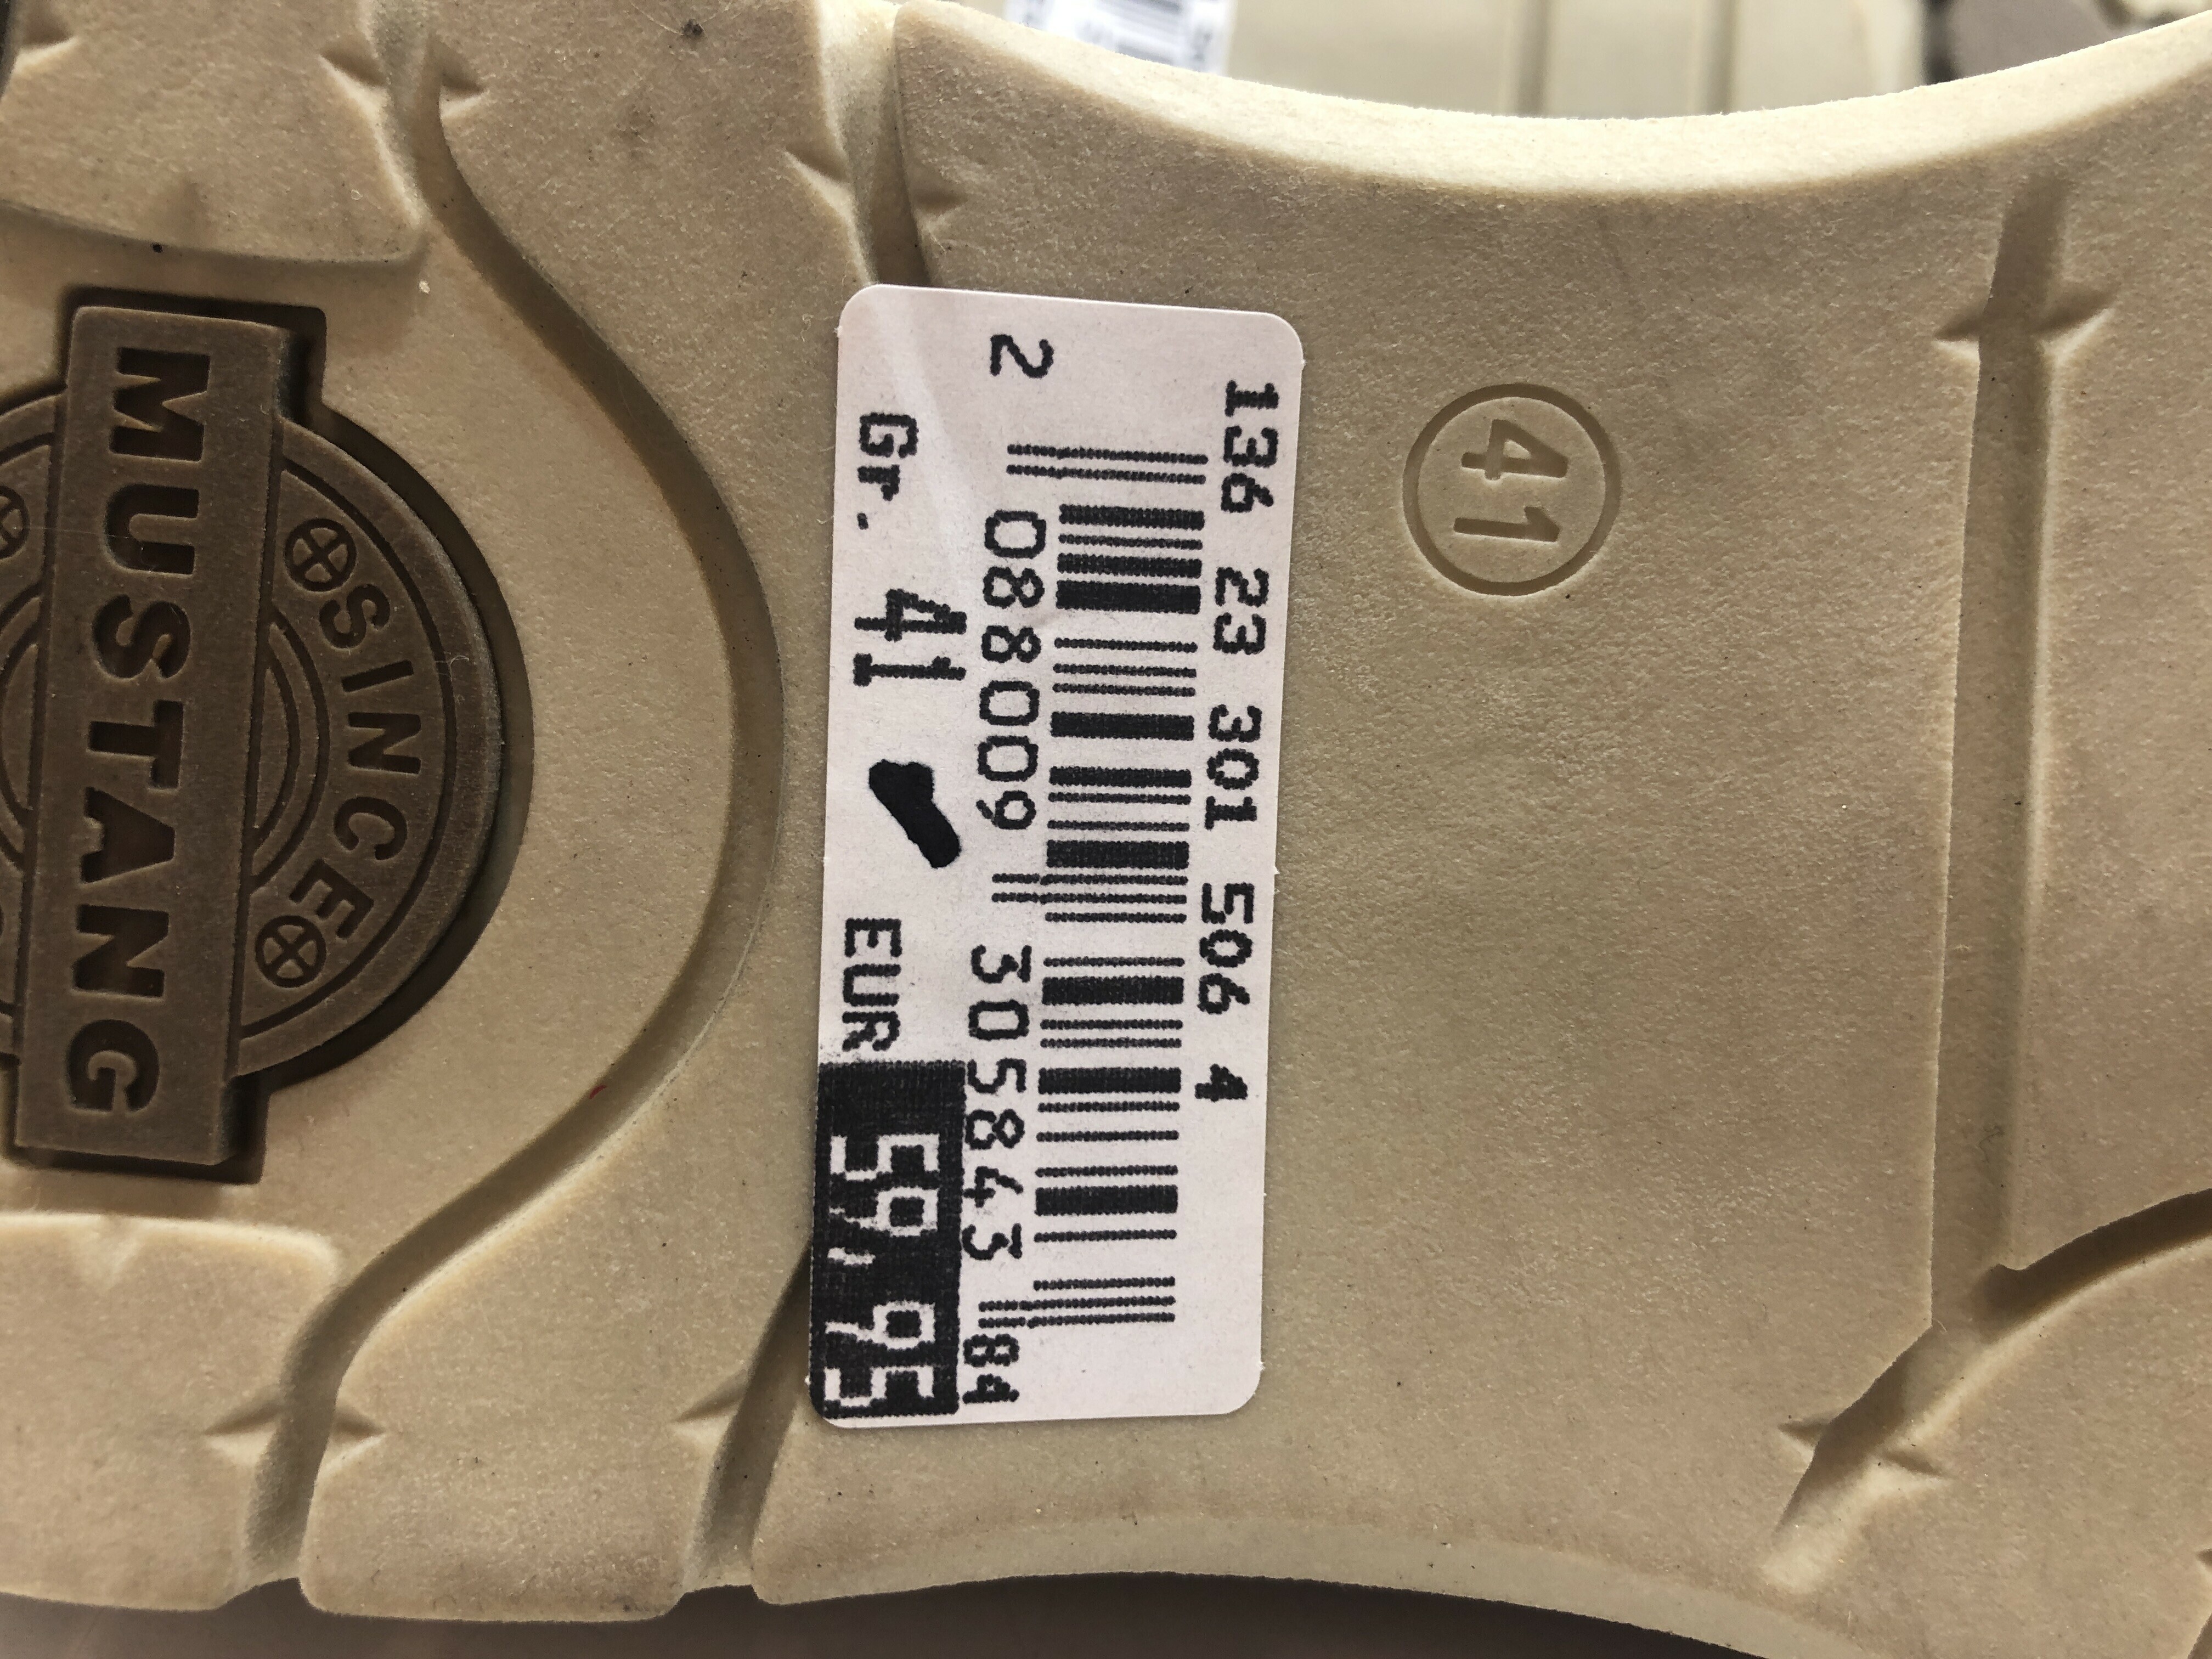 MUSTANG
SINCE
136 23 301 506 4
2 088009 305843 84
Gr. 41 EUR 59,95
41